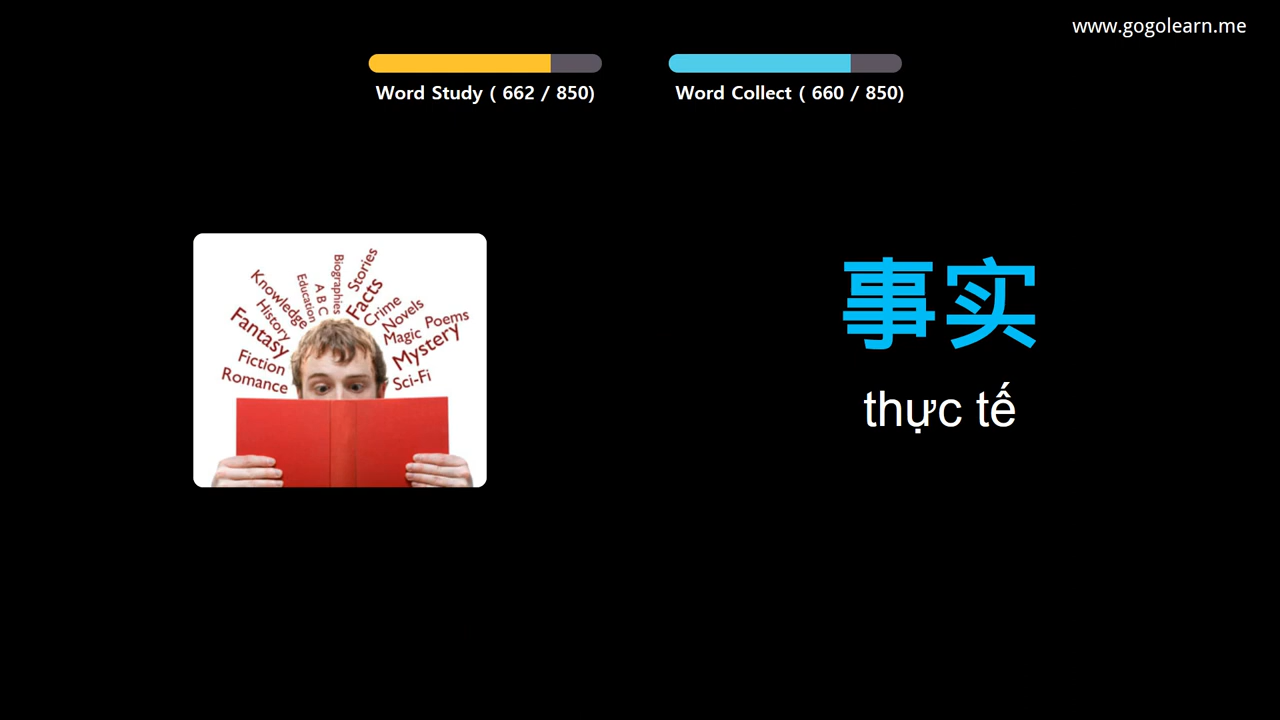 www.gogolearn.me
Word Study ( 662 / 850)
Word Collect ( 660 / 850)
Knowledge
History
Fantasy
Fiction
Romance
Education
A B C
Biographies
Stories
Facts
Crime
Novels
Magic
Poems
Mystery
Sci-Fi
事实
thực tế